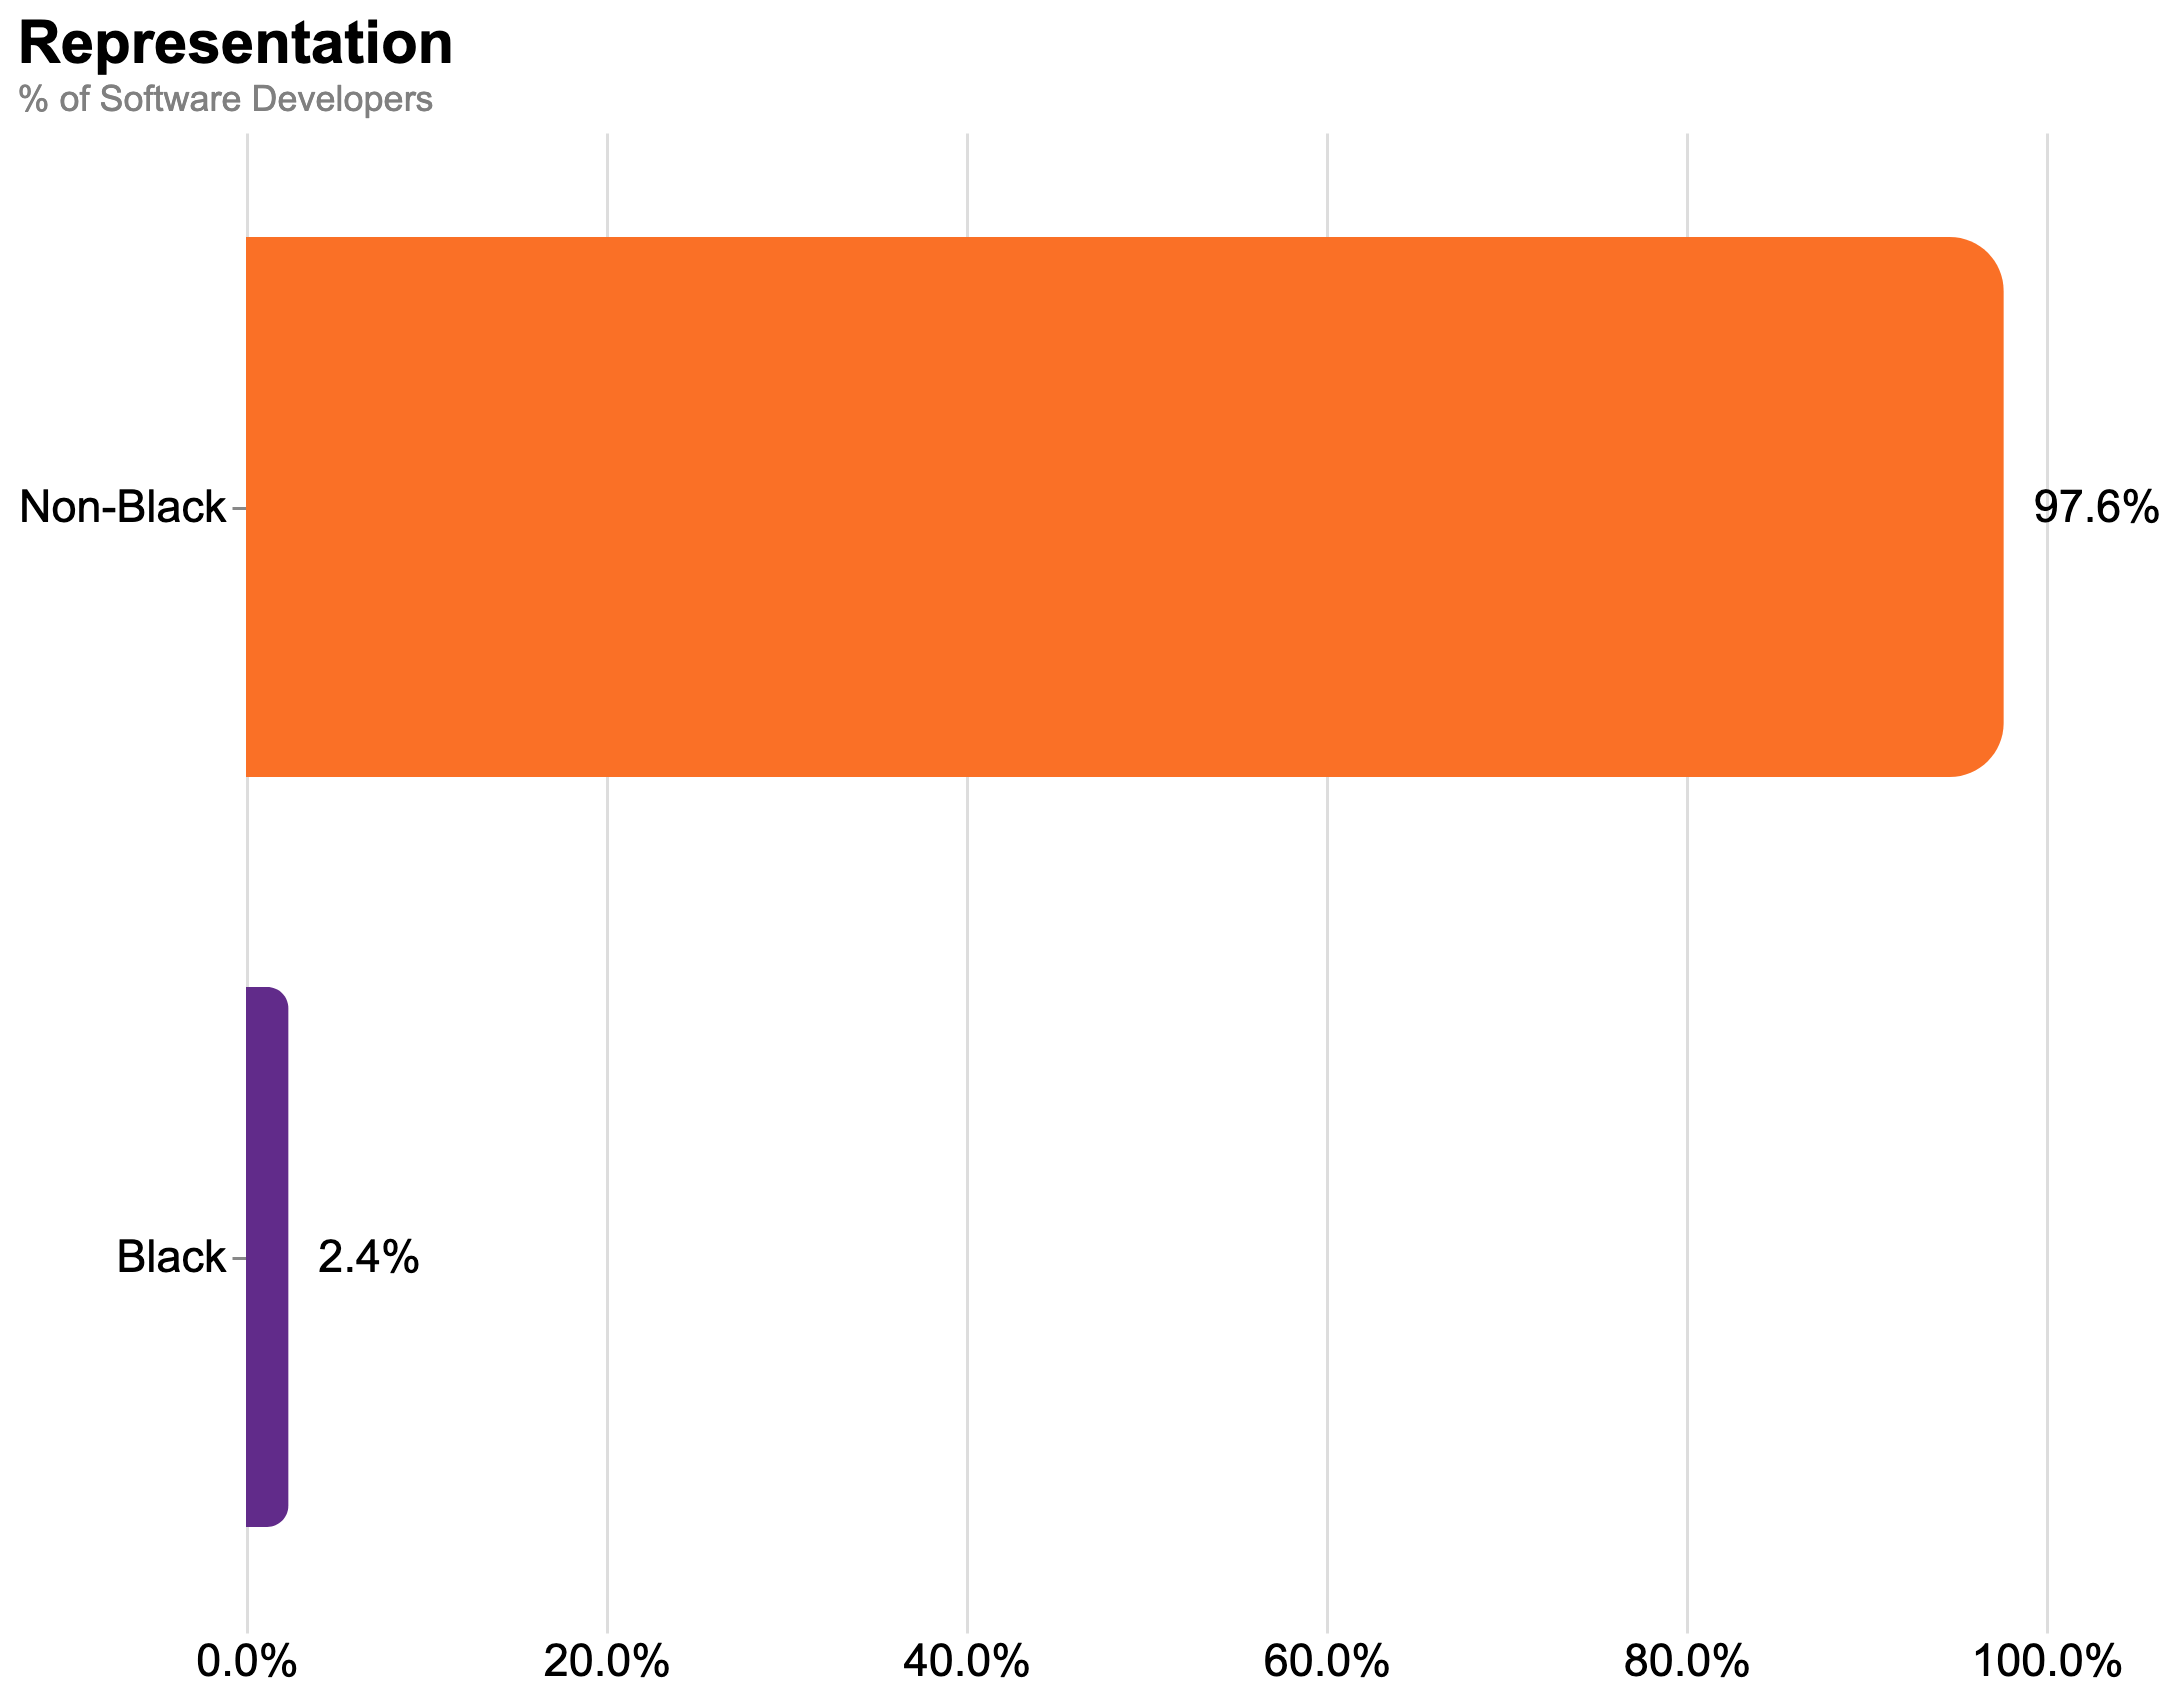 Representation
% of Software Developers
Non-Black
97.6%
Black
2.4%
0.0%
20.0%
40.0%
60.0%
80.0%
100.0%